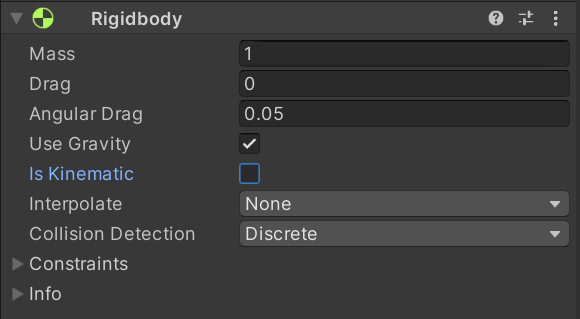 Rigidbody
Mass 1
Drag 0
Angular Drag 0.05
Use Gravity
Is Kinematic
Interpolate None
Collision Detection Discrete
Constraints
Info